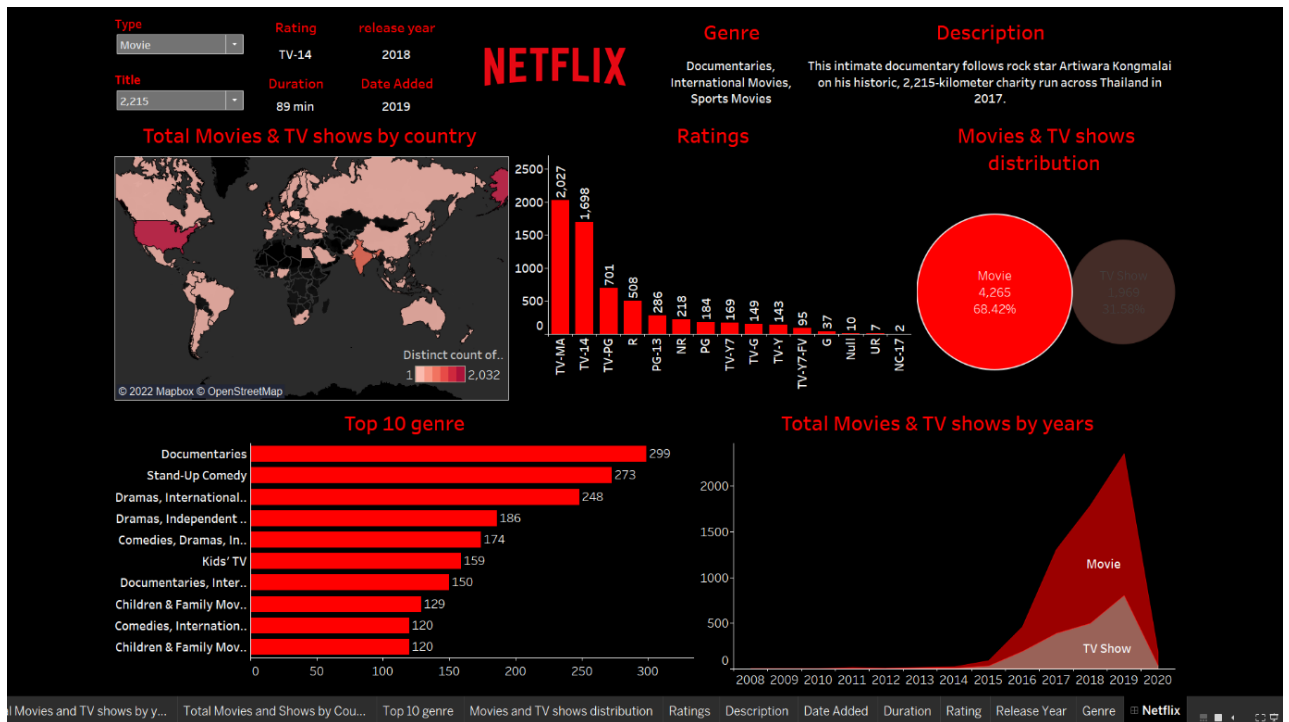 Type
Movie
Title
2,215
Rating
TV-14
Duration
89 min
release year
2018
Date Added
2019
NETFLIX
Genre
Documentaries,
International Movies,
Sports Movies
Description
This intimate documentary follows rock star Artiwara Kongmalai
on his historic, 2,215-kilometer charity run across Thailand in
2017.
Total Movies & TV shows by country
Distinct count of..
1 2,032
© 2022 Mapbox © OpenStreetMap
Ratings
2500
2000
1500
1000
500
0
2,027
1,698
701
508
286
218
184
169
149
143
95
37
10
7
2
TV-MA
TV-14
TV-PG
R
PG-13
NR
PG
TV-Y7
TV-G
TV-Y
TV-Y7-FV
G
Null
UR
NC-17
Movies & TV shows
distribution
Movie
4,265
68.42%
TV Show
1,968
31.58%
Top 10 genre
Documentaries 299
Stand-Up Comedy 273
Dramas, International.. 248
Dramas, Independent .. 186
Comedies, Dramas, In.. 174
Kids' TV 159
Documentaries, Inter.. 150
Children & Family Mov.. 129
Comedies, Internation.. 120
Children & Family Mov.. 120
0 50 100 150 200 250 300
Total Movies & TV shows by years
2000
1500
1000
500
0
Movie
TV Show
2008 2009 2010 2011 2012 2013 2014 2015 2016 2017 2018 2019 2020
l Movies and TV shows by y... Total Movies and Shows by Cou... Top 10 genre Movies and TV shows distribution Ratings Description Date Added Duration Rating Release Year Genre Netflix